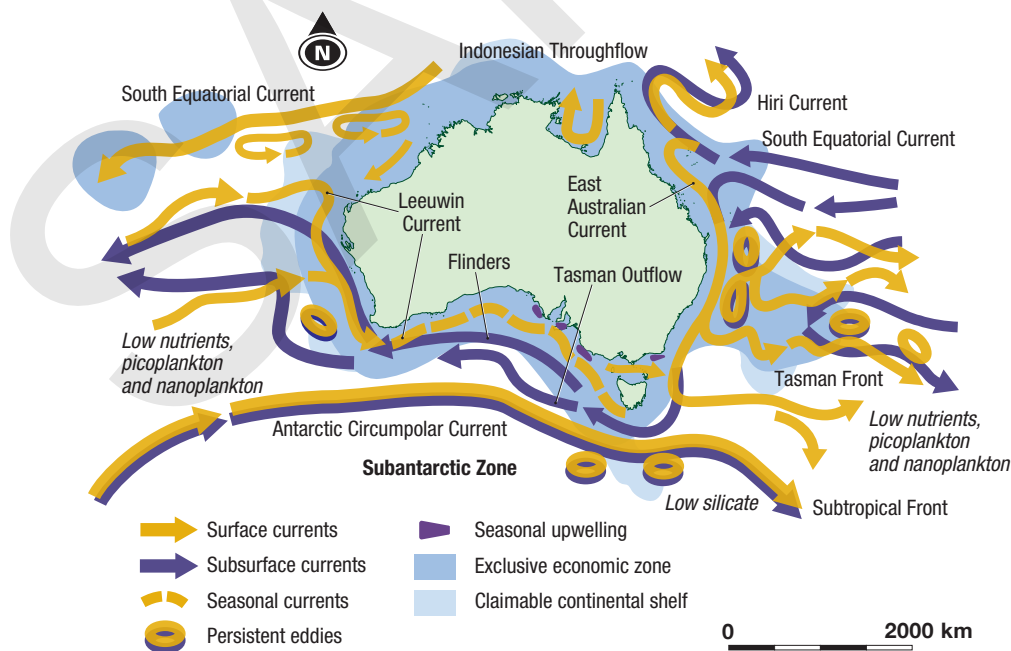 N
Indonesian Throughflow
South Equatorial Current
Hiri Current
South Equatorial Current
Leeuwin
Current
East
Australian
Current
Flinders
Tasman Outflow
Low nutrients,
picoplankton
and nanoplankton
Tasman Front
Antarctic Circumpolar Current
Low nutrients,
picoplankton
and nanoplankton
Subantarctic Zone
Low silicate
Subtropical Front
Surface currents
Subsurface currents
Seasonal currents
Persistent eddies
Seasonal upwelling
Exclusive economic zone
Claimable continental shelf
0 2000 km